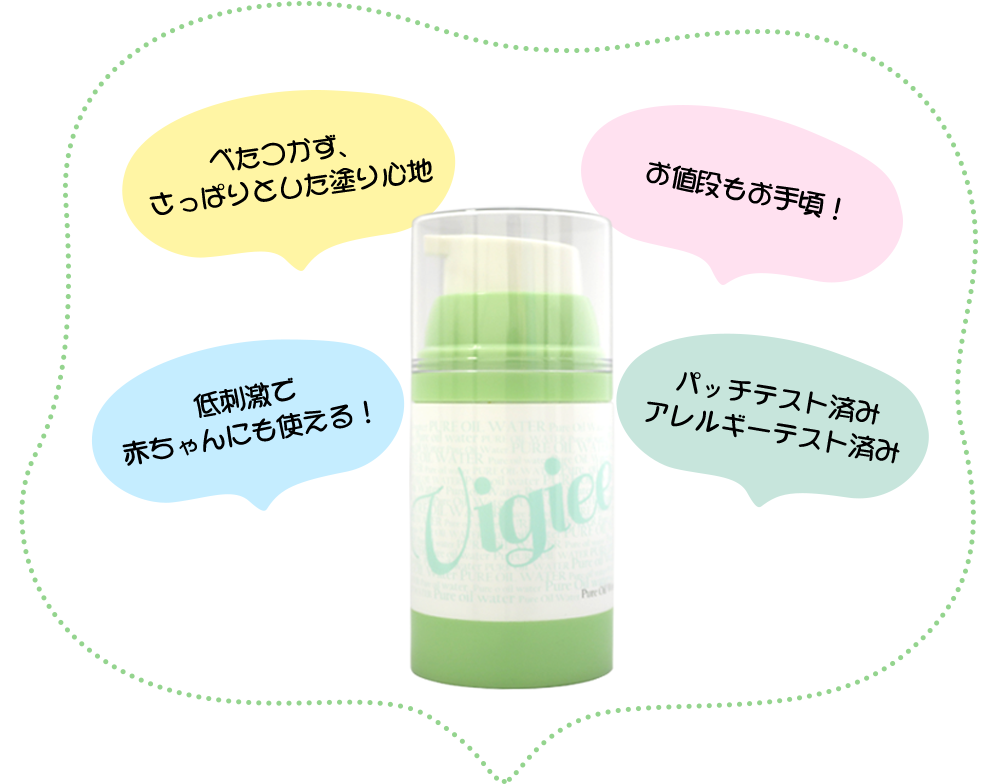 べたつかず、
さっぱりとした塗り心地
お値段もお手頃！
低刺激で
赤ちゃんにも使える！
パッチテスト済み
アレルギーテスト済み
PURE OIL WATER
Vigiee
PURE OIL WATER
Pure oil water